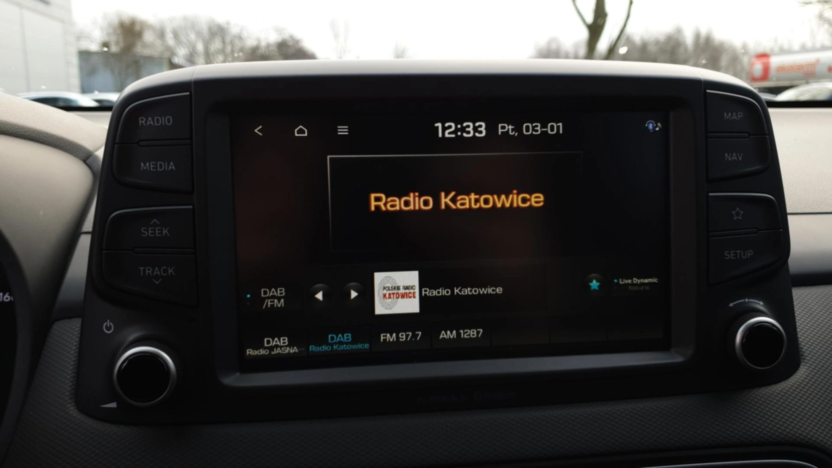 RADIO
MEDIA
SEEK
TRACK
12:33 Pt, 03-01
Radio Katowice
DAB
/FM
POLSKIE RADIO
KATOWICE
Radio Katowice
Live Dynamic
DAB
Radio JASNA
DAB
Radio Katowice
FM 97.7
AM 1287
MAP
NAV
SETUP